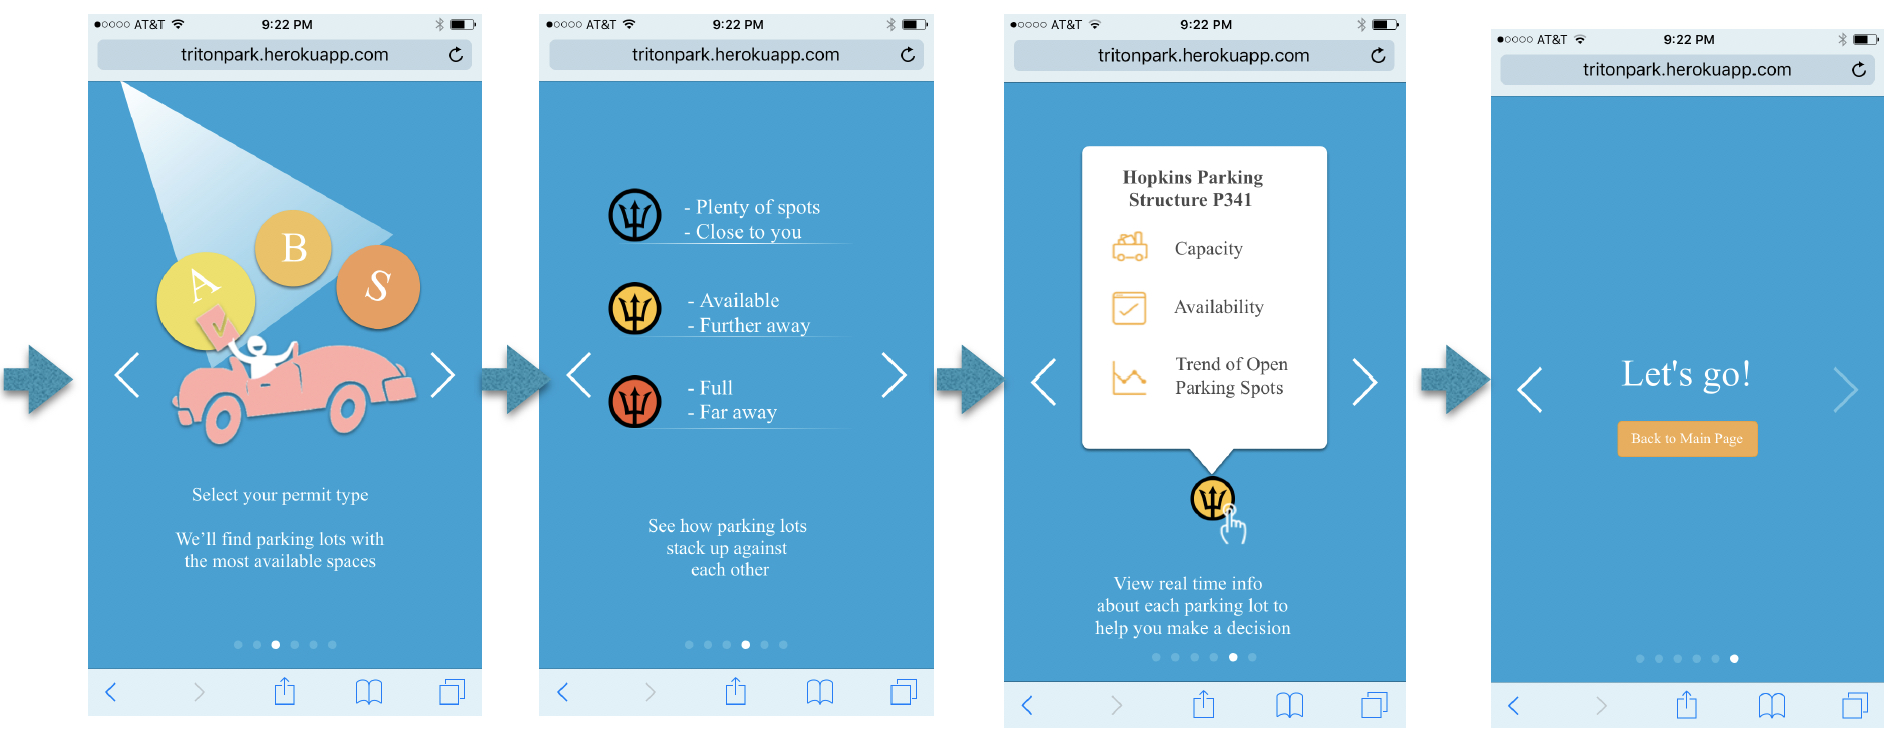 AT&T 9:22 PM
tritonpark.herokuapp.com
A
B
S
Select your permit type
We'll find parking lots with
the most available spaces
AT&T 9:22 PM
tritonpark.herokuapp.com
- Plenty of spots
- Close to you
- Available
- Further away
- Full
- Far away
See how parking lots
stack up against
each other
AT&T 9:22 PM
tritonpark.herokuapp.com
Hopkins Parking
Structure P341
Capacity
Availability
Trend of Open
Parking Spots
View real time info
about each parking lot to
help you make a decision
AT&T 9:22 PM
tritonpark.herokuapp.com
Let's go!
Back to Main Page